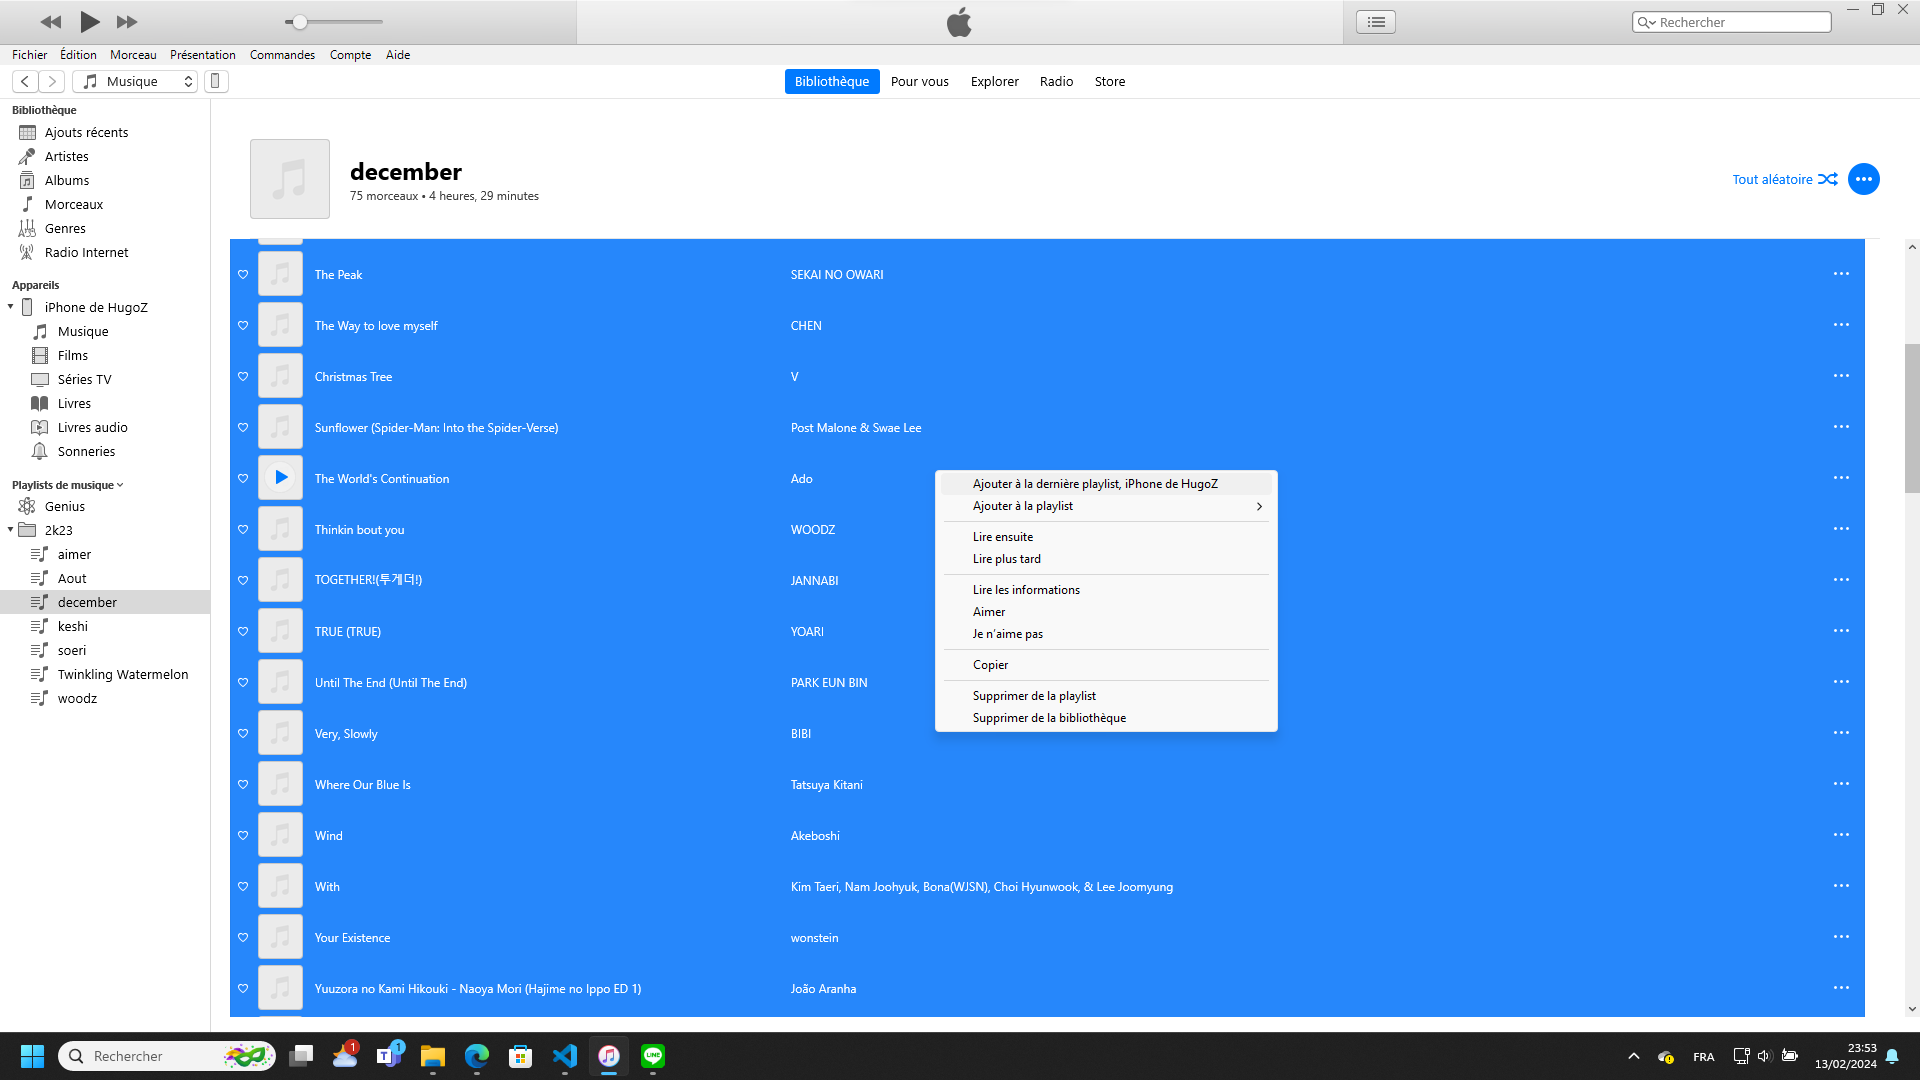 Rechercher
Fichier Édition Morceau Présentation Commandes Compte Aide
Musique
Bibliothèque Pour vous Explorer Radio Store
Bibliothèque
Ajouts récents
Artistes
Albums
Morceaux
Genres
Radio Internet
Appareils
iPhone de HugoZ
Musique
Films
Séries TV
Livres
Livres audio
Sonneries
Playlists de musique
Genius
2k23
aimer
Aout
december
keshi
soeri
Twinkling Watermelon
woodz
december
75 morceaux • 4 heures, 29 minutes
Tout aléatoire
The Peak SEKAI NO OWARI
The Way to love myself CHEN
Christmas Tree V
Sunflower (Spider-Man: Into the Spider-Verse) Post Malone & Swae Lee
The World's Continuation Ado
Thinkin bout you WOODZ
TOGETHER!(투게더!) JANNABI
TRUE (TRUE) YOARI
Until The End (Until The End) PARK EUN BIN
Very, Slowly BIBI
Where Our Blue Is Tatsuya Kitani
Wind Akeboshi
With Kim Taeri, Nam Joohyuk, Bona(WJSN), Choi Hyunwook, & Lee Joomyung
Your Existence wonstein
Yuuzora no Kami Hikouki - Naoya Mori (Hajime no Ippo ED 1) João Aranha
Ajouter à la dernière playlist, iPhone de HugoZ
Ajouter à la playlist
Lire ensuite
Lire plus tard
Lire les informations
Aimer
Je n'aime pas
Copier
Supprimer de la playlist
Supprimer de la bibliothèque
Rechercher
1
1
LINE
FRA
23:53
13/02/2024